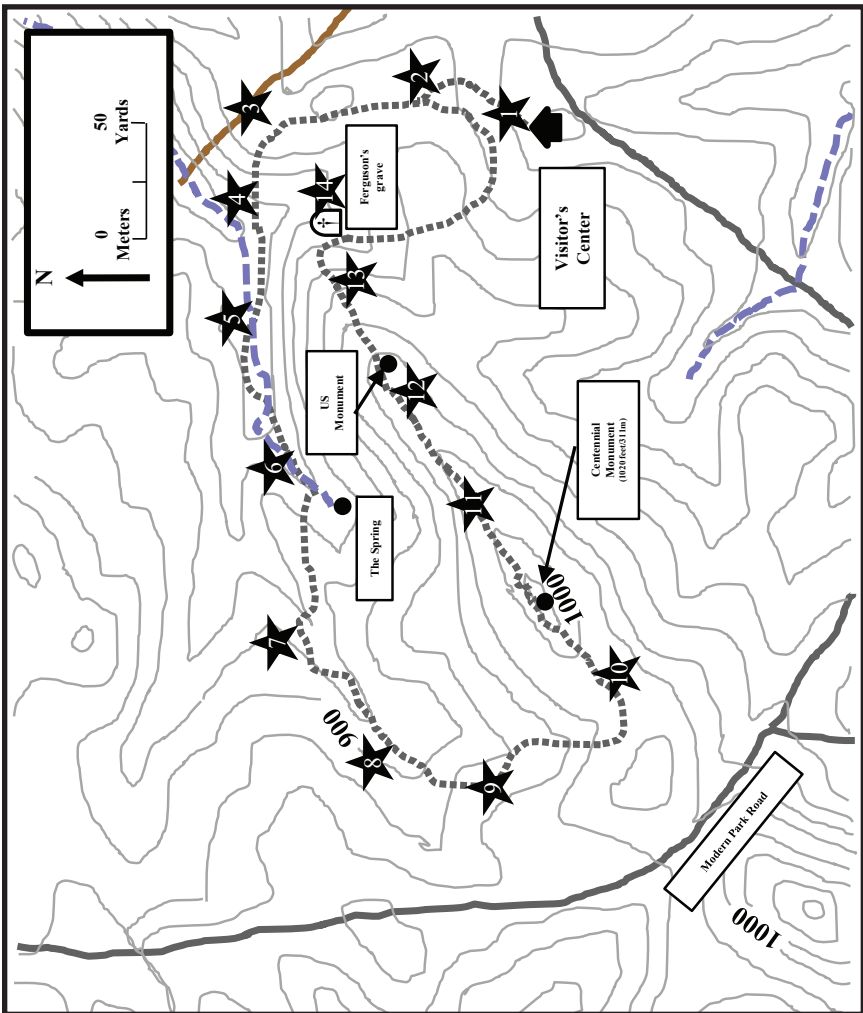 N
0
50
Meters
Yards
1
2
3
4
5
6
7
8
9
10
11
12
13
14
Ferguson's
grave
Visitor's
Center
US
Monument
Centennial
Monument
(1020 feet/311m)
The Spring
1000
900
Modern Park Road
1000